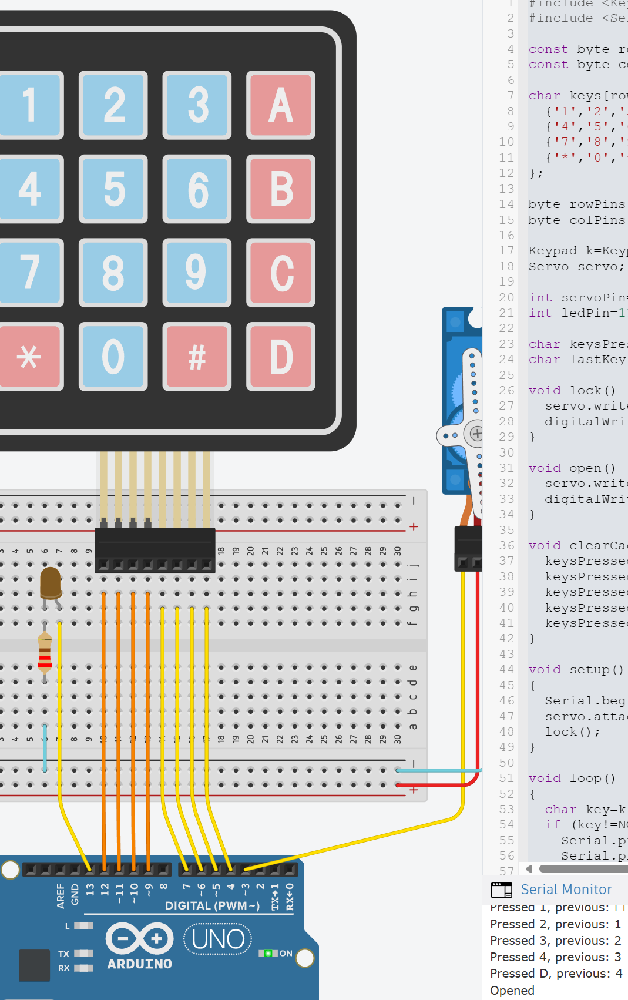 1 2 3 A
4 5 6 B
7 8 9 C
* 0 # D
−
+
3 4 5 6 7 8 9 18 19 20 21 22 23 24 25 26 27 28 29 30
j
i
h
g
f
e
d
c
b
a
3 4 5 6 7 8 9 10 11 12 13 14 15 16 17 18 19 20 21 22 23 24 25 26 27 28 29 30
−
+
AREF GND 13 12 ~11 ~10 ~9 8 7 ~6 ~5 4 ~3 2 TX→1 RX←0
DIGITAL (PWM~)
L
TX
RX
UNO
ARDUINO
ON
1 #include <Ke
2 #include <Se
3
4 const byte r
5 const byte c
6
7 char keys[ro
8 {'1','2','
9 {'4','5','
10 {'7','8','
11 {'*','0','
12 };
13
14 byte rowPins
15 byte colPins
16
17 Keypad k=Key
18 Servo servo;
19
20 int servoPin=
21 int ledPin=1
22
23 char keysPre
24 char lastKey
25
26 void lock()
27 servo.write
28 digitalWri
29 }
30
31 void open()
32 servo.write
33 digitalWri
34 }
35
36 void clearCa
37 keysPressed
38 keysPressed
39 keysPressed
40 keysPressed
41 keysPressed
42 }
43
44 void setup()
45 {
46 Serial.beg
47 servo.atta
48 lock();
49 }
50
51 void loop()
52 {
53 char key=k
54 if (key!=N
55 Serial.p
56 Serial.p
57
Serial Monitor
Pressed 1, previous: □
Pressed 2, previous: 1
Pressed 3, previous: 2
Pressed 4, previous: 3
Pressed D, previous: 4
Opened